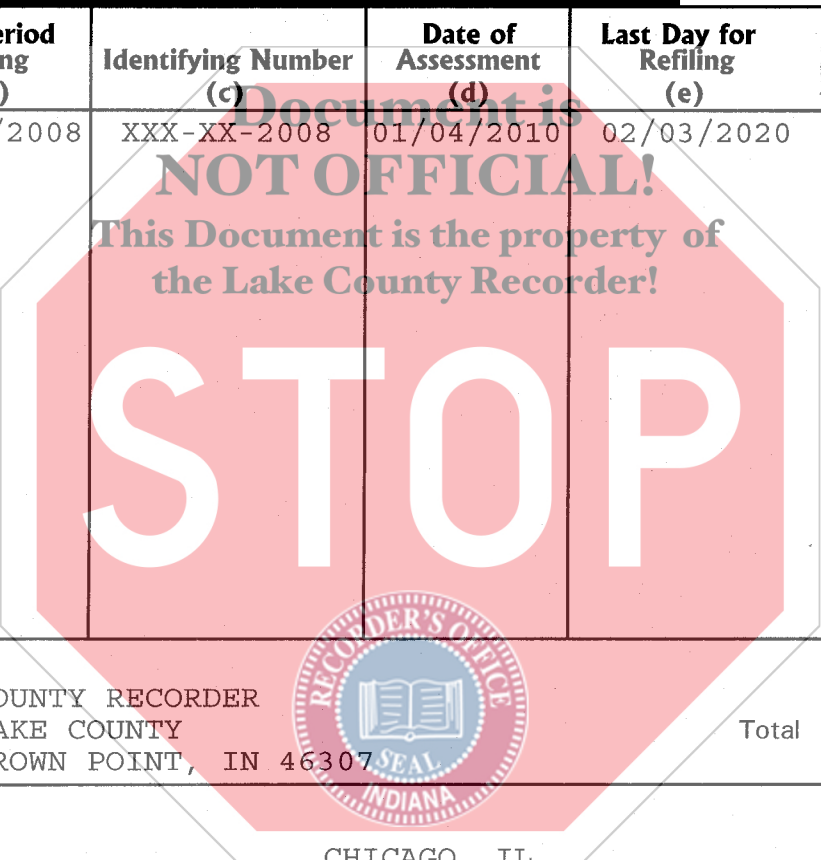 eriod
ng
)
Identifying Number
(c)
Date of
Assessment
(d)
Last Day for
Refiling
(e)
/2008 XXX-XX-2008 01/04/2010 02/03/2020
Document is
NOT OFFICIAL!
This Document is the property of
the Lake County Recorder!
STOP
OUNTY RECORDER
AKE COUNTY
ROWN POINT, IN 46307
Total
RECORDER'S OFFICE
SEAL
INDIANA
CHICAGO, IL